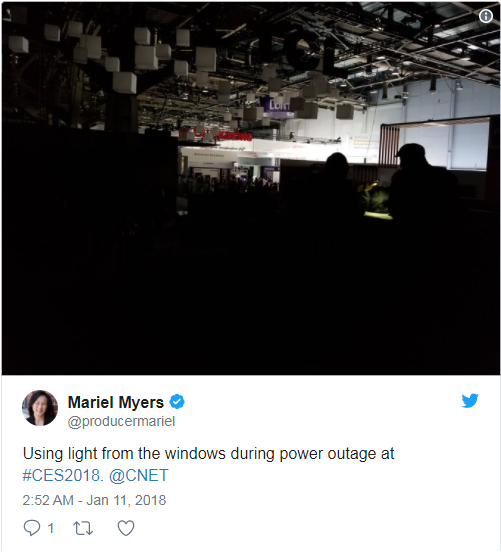 Mariel Myers
@producermariel
Using light from the windows during power outage at
#CES2018. @CNET
2:52 AM - Jan 11, 2018
1